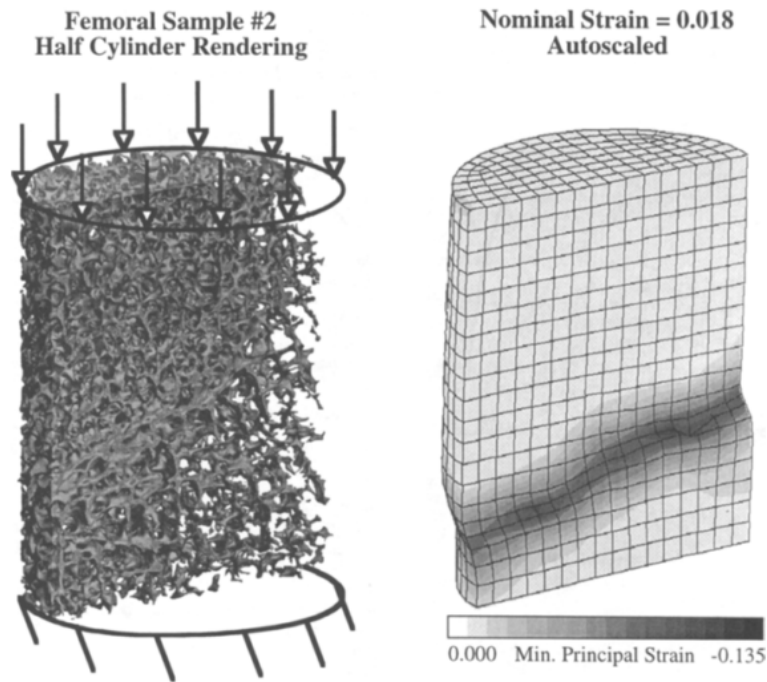 Femoral Sample #2
Half Cylinder Rendering
Nominal Strain = 0.018
Autoscaled
0.000 Min. Principal Strain -0.135